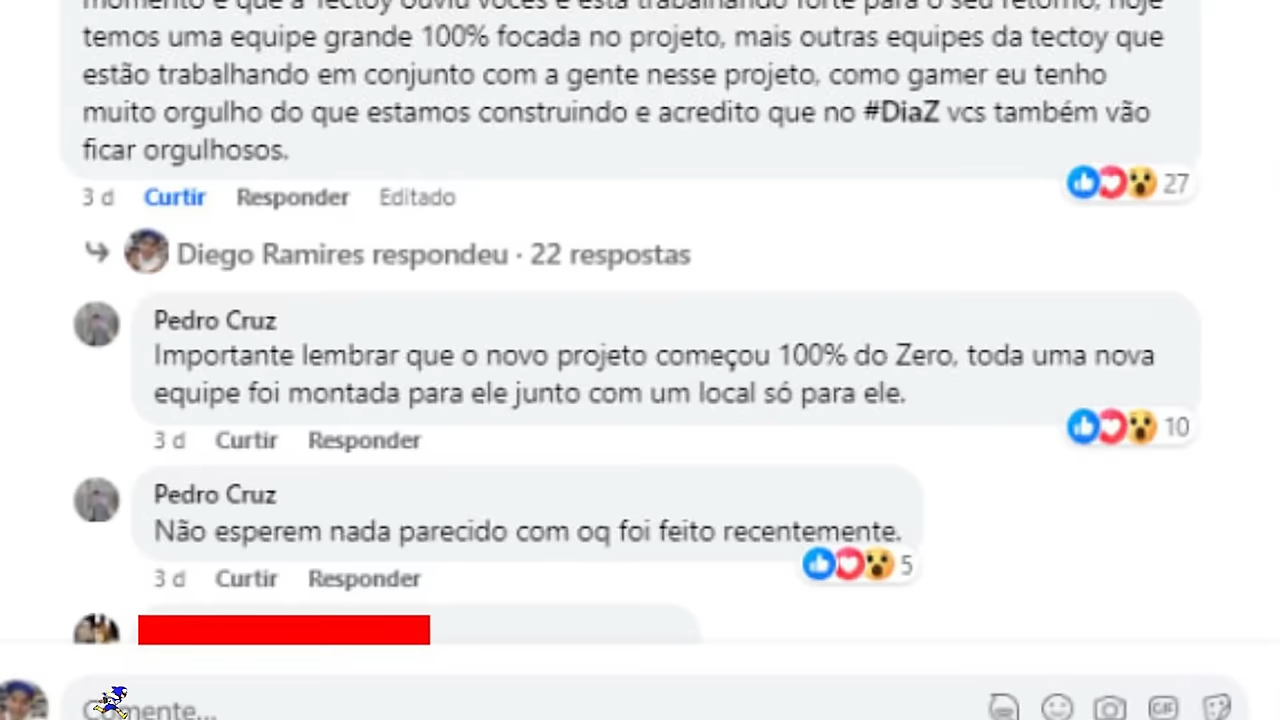 momento é que a Tectoy ouviu vocês e está trabalhando forte para o seu retorno, hoje
temos uma equipe grande 100% focada no projeto, mais outras equipes da tectoy que
estão trabalhando em conjunto com a gente nesse projeto, como gamer eu tenho
muito orgulho do que estamos construindo e acredito que no #DiaZ vcs também vão
ficar orgulhosos.
3 d Curtir Responder Editado
27
Diego Ramires respondeu · 22 respostas
Pedro Cruz
Importante lembrar que o novo projeto começou 100% do Zero, toda uma nova
equipe foi montada para ele junto com um local só para ele.
3 d Curtir Responder
10
Pedro Cruz
Não esperem nada parecido com oq foi feito recentemente.
3 d Curtir Responder
5
Comente...
GIF